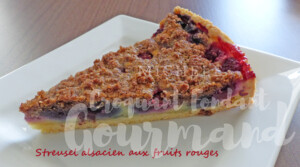 Croquant Fondant
Gourmand
Streusel alsacien aux fruits rouges